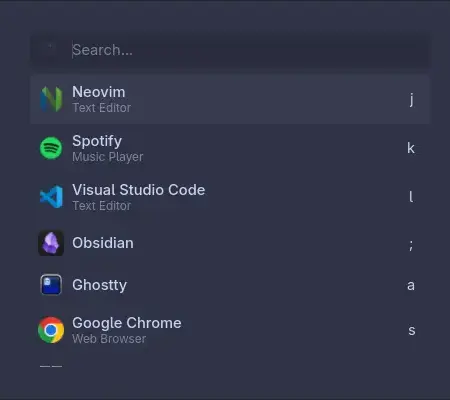 Search...
Neovim
Text Editor
j
Spotify
Music Player
k
Visual Studio Code
Text Editor
l
Obsidian
;
Ghostty
a
Google Chrome
Web Browser
s